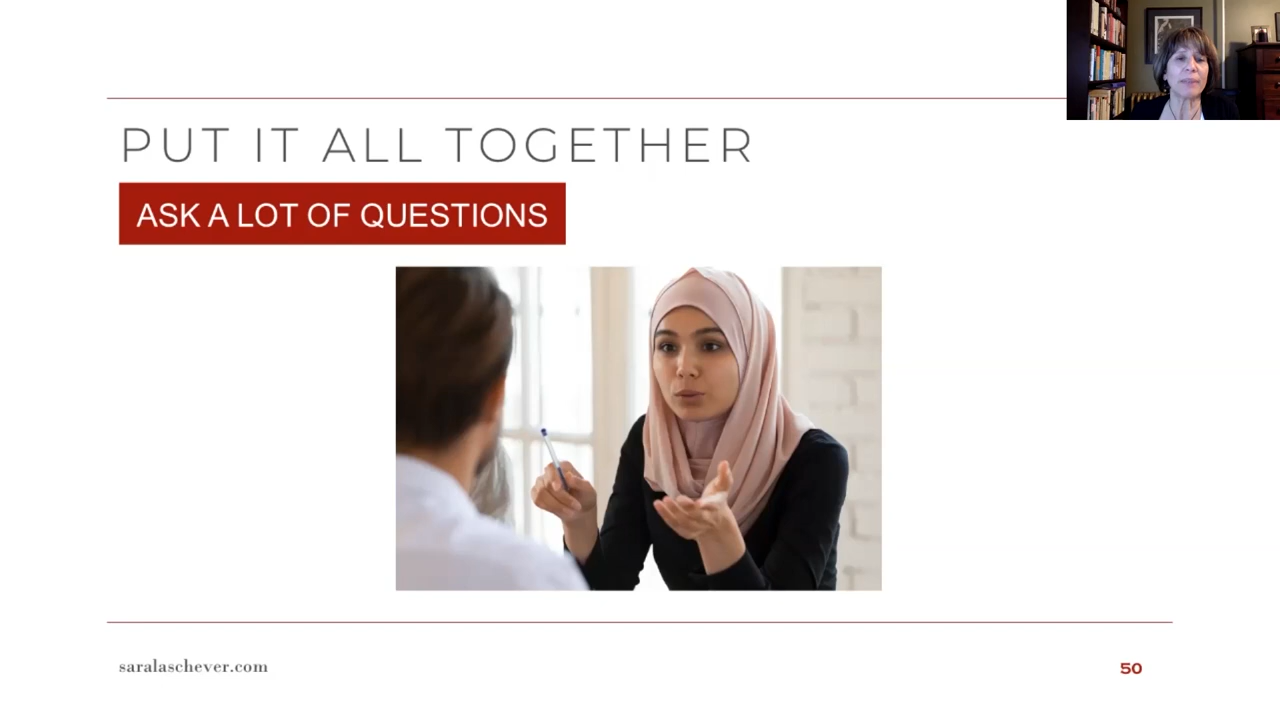 PUT IT ALL TOGETHER
ASK A LOT OF QUESTIONS
saralaschever.com
50